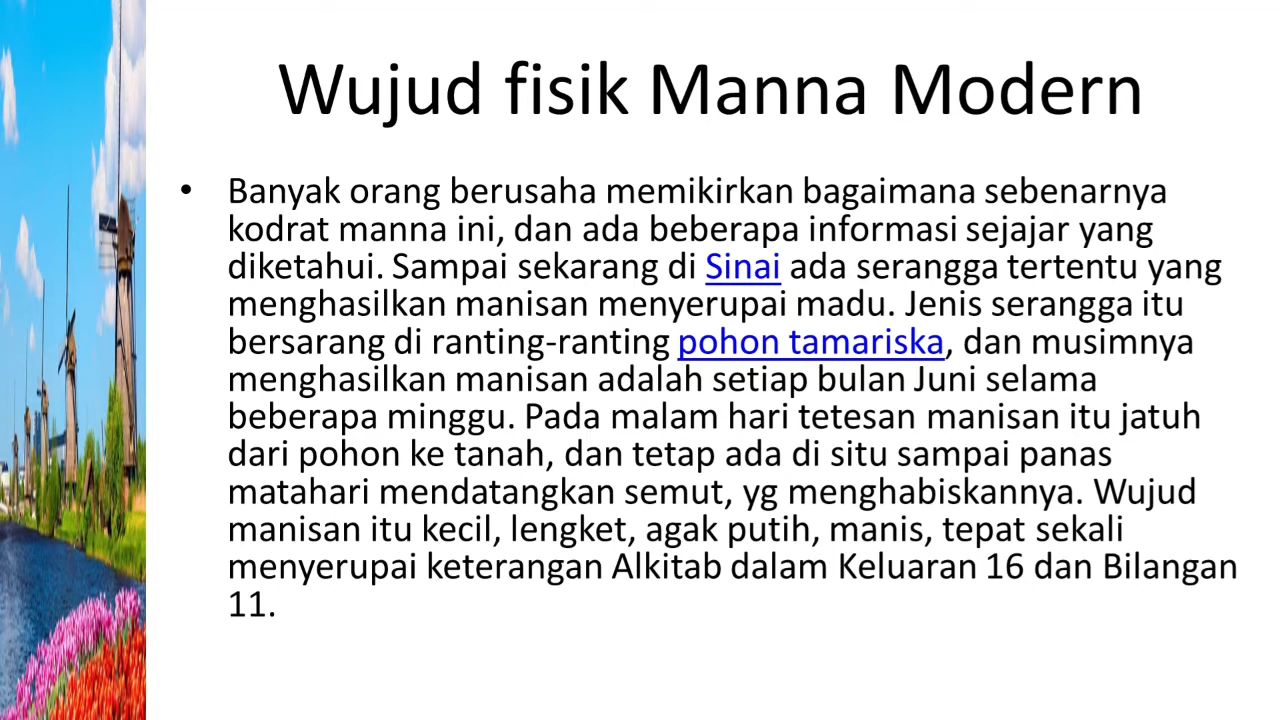 Wujud fisik Manna Modern
• Banyak orang berusaha memikirkan bagaimana sebenarnya
kodrat manna ini, dan ada beberapa informasi sejajar yang
diketahui. Sampai sekarang di Sinai ada serangga tertentu yang
menghasilkan manisan menyerupai madu. Jenis serangga itu
bersarang di ranting-ranting pohon tamariska, dan musimnya
menghasilkan manisan adalah setiap bulan Juni selama
beberapa minggu. Pada malam hari tetesan manisan itu jatuh
dari pohon ke tanah, dan tetap ada di situ sampai panas
matahari mendatangkan semut, yg menghabiskannya. Wujud
manisan itu kecil, lengket, agak putih, manis, tepat sekali
menyerupai keterangan Alkitab dalam Keluaran 16 dan Bilangan
11.